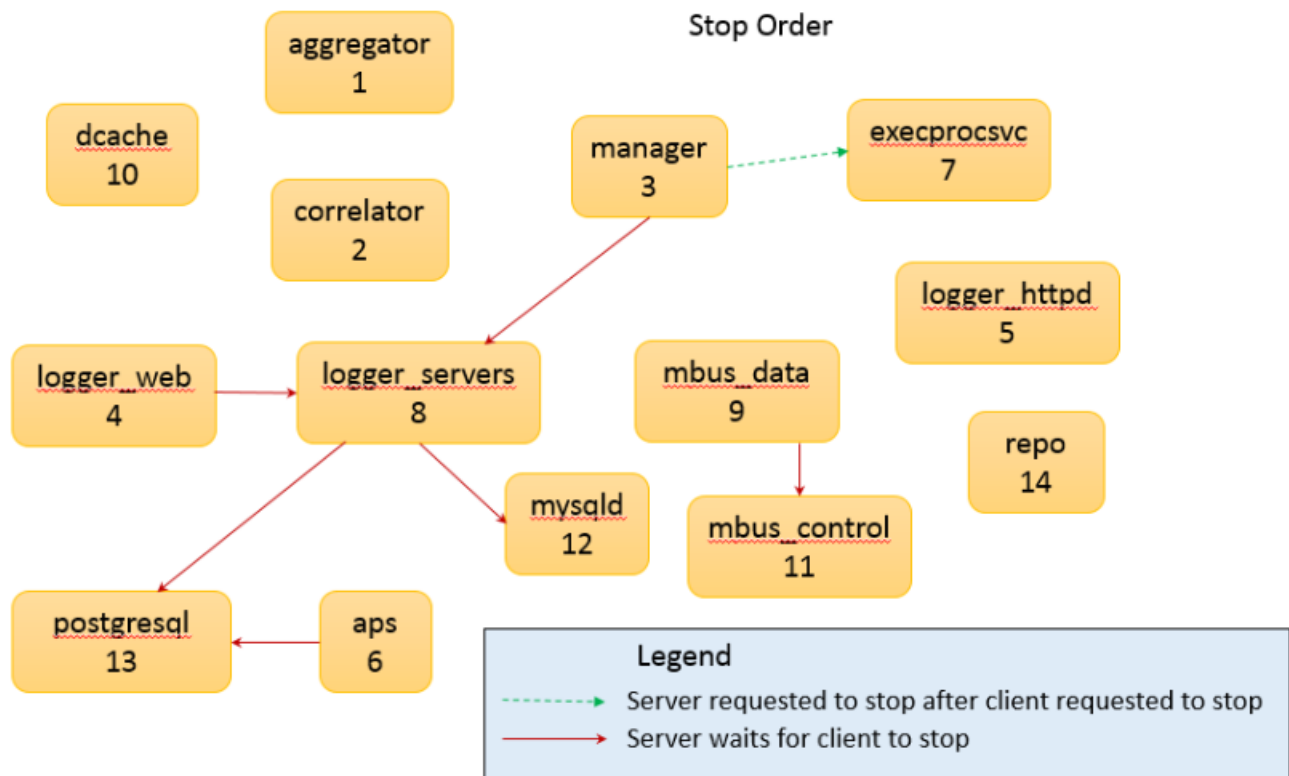 Stop Order
aggregator
1
dcache
10
manager
3
execprocsvc
7
correlator
2
logger_httpd
5
logger_web
4
logger_servers
8
mbus_data
9
repo
14
mysqld
12
mbus_control
11
postgresql
13
aps
6
Legend
Server requested to stop after client requested to stop
Server waits for client to stop